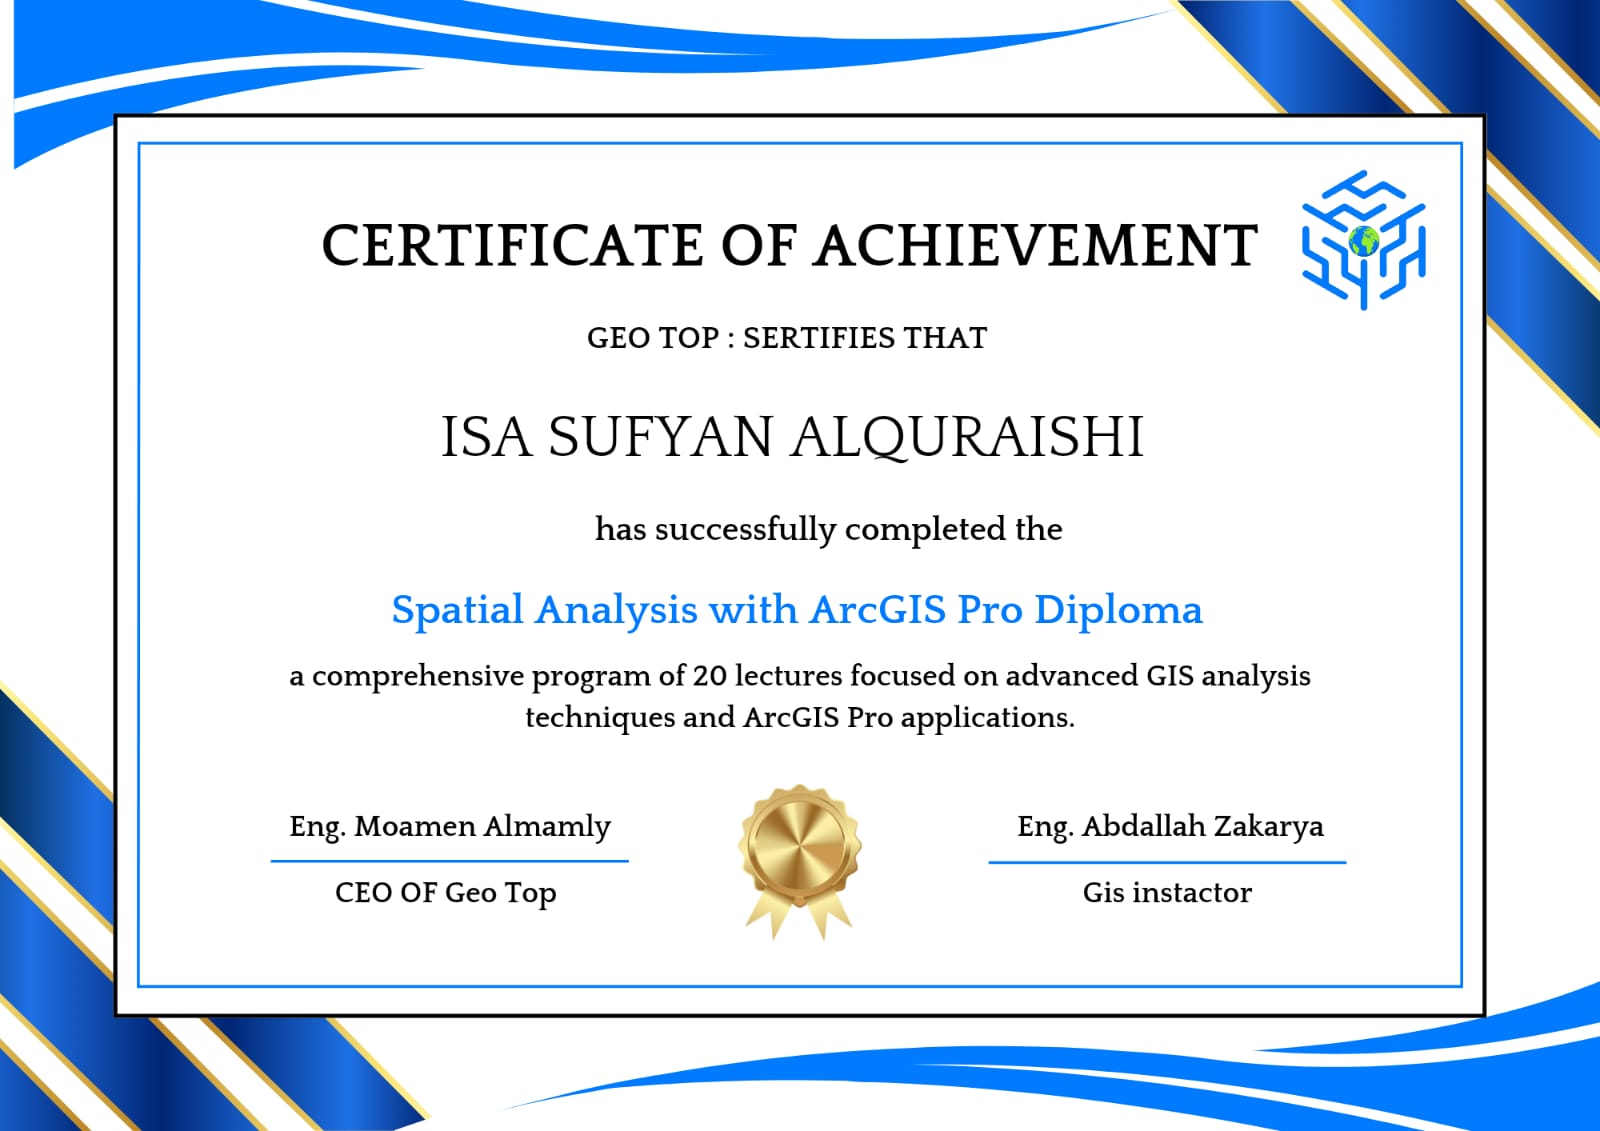 CERTIFICATE OF ACHIEVEMENT
GEO TOP : SERTIFIES THAT
ISA SUFYAN ALQURAISHI
has successfully completed the
Spatial Analysis with ArcGIS Pro Diploma
a comprehensive program of 20 lectures focused on advanced GIS analysis
techniques and ArcGIS Pro applications.
Eng. Moamen Almamly
CEO OF Geo Top
Eng. Abdallah Zakarya
Gis instactor